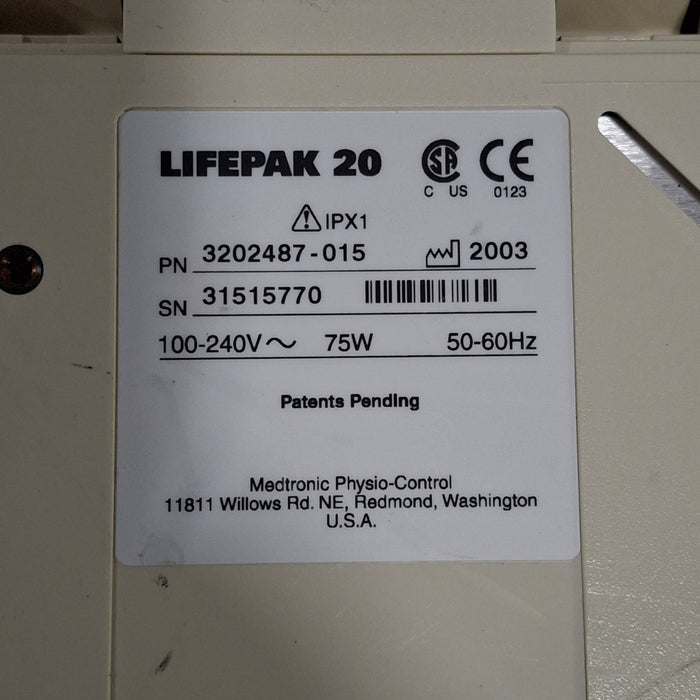 LIFEPAK 20
C US 0123
IPX1
PN 3202487-015 2003
SN 31515770
100-240V～ 75W 50-60Hz
Patents Pending
Medtronic Physio-Control
11811 Willows Rd. NE, Redmond, Washington
U.S.A.